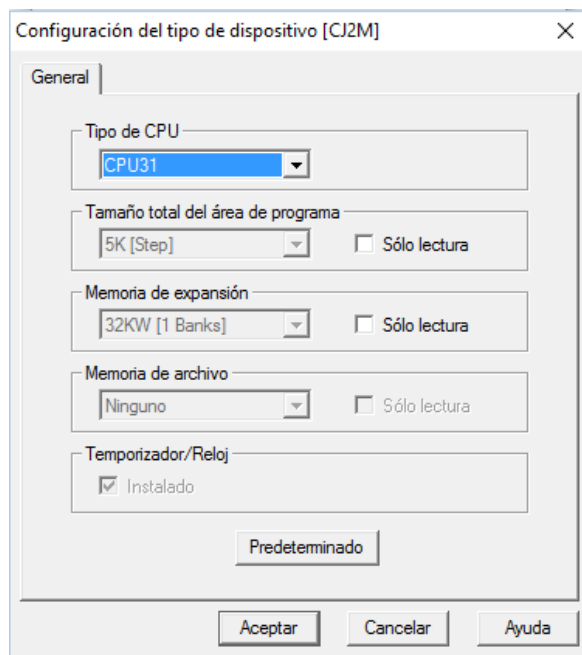 Configuración del tipo de dispositivo [CJ2M]
General
Tipo de CPU
CPU31
Tamaño total del área de programa
5K [Step]
Sólo lectura
Memoria de expansión
32KW [1 Banks]
Sólo lectura
Memoria de archivo
Ninguno
Sólo lectura
Temporizador/Reloj
Instalado
Predeterminado
Aceptar
Cancelar
Ayuda